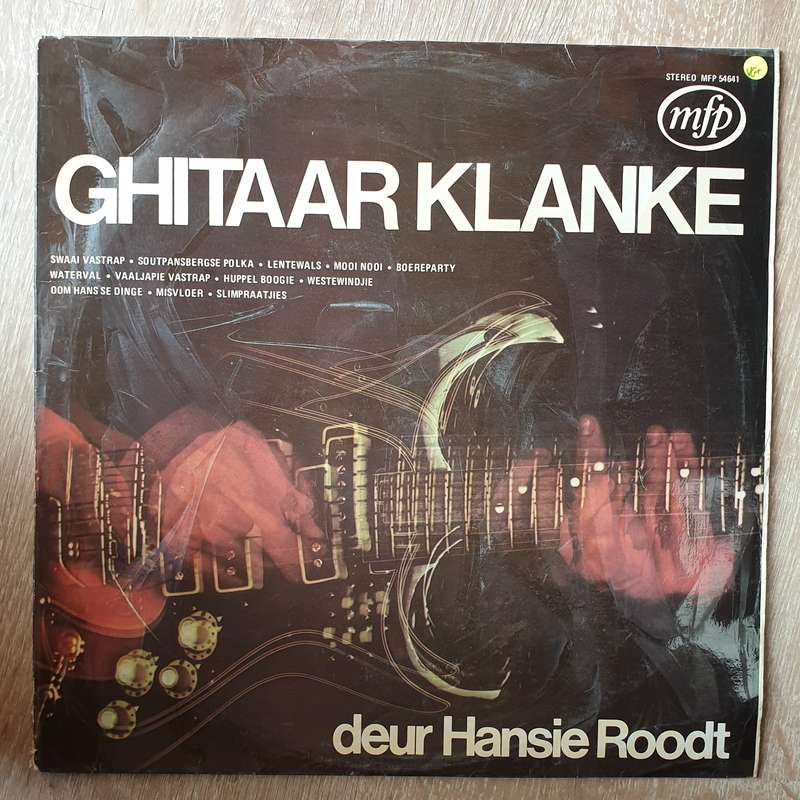 STEREO MFP 54641
mfp
GHITAAR KLANKE
SWAAI VASTRAP • SOUTPANSBERGSE POLKA • LENTEWALS • MOOI NOOI • BOEREPARTY
WATERVAL • VAALJAPIE VASTRAP • HUPPEL BOOGIE • WESTEWINDJIE
OOM HANS SE DINGE • MISVLOER • SLIMPRAATJIES
deur Hansie Roodt